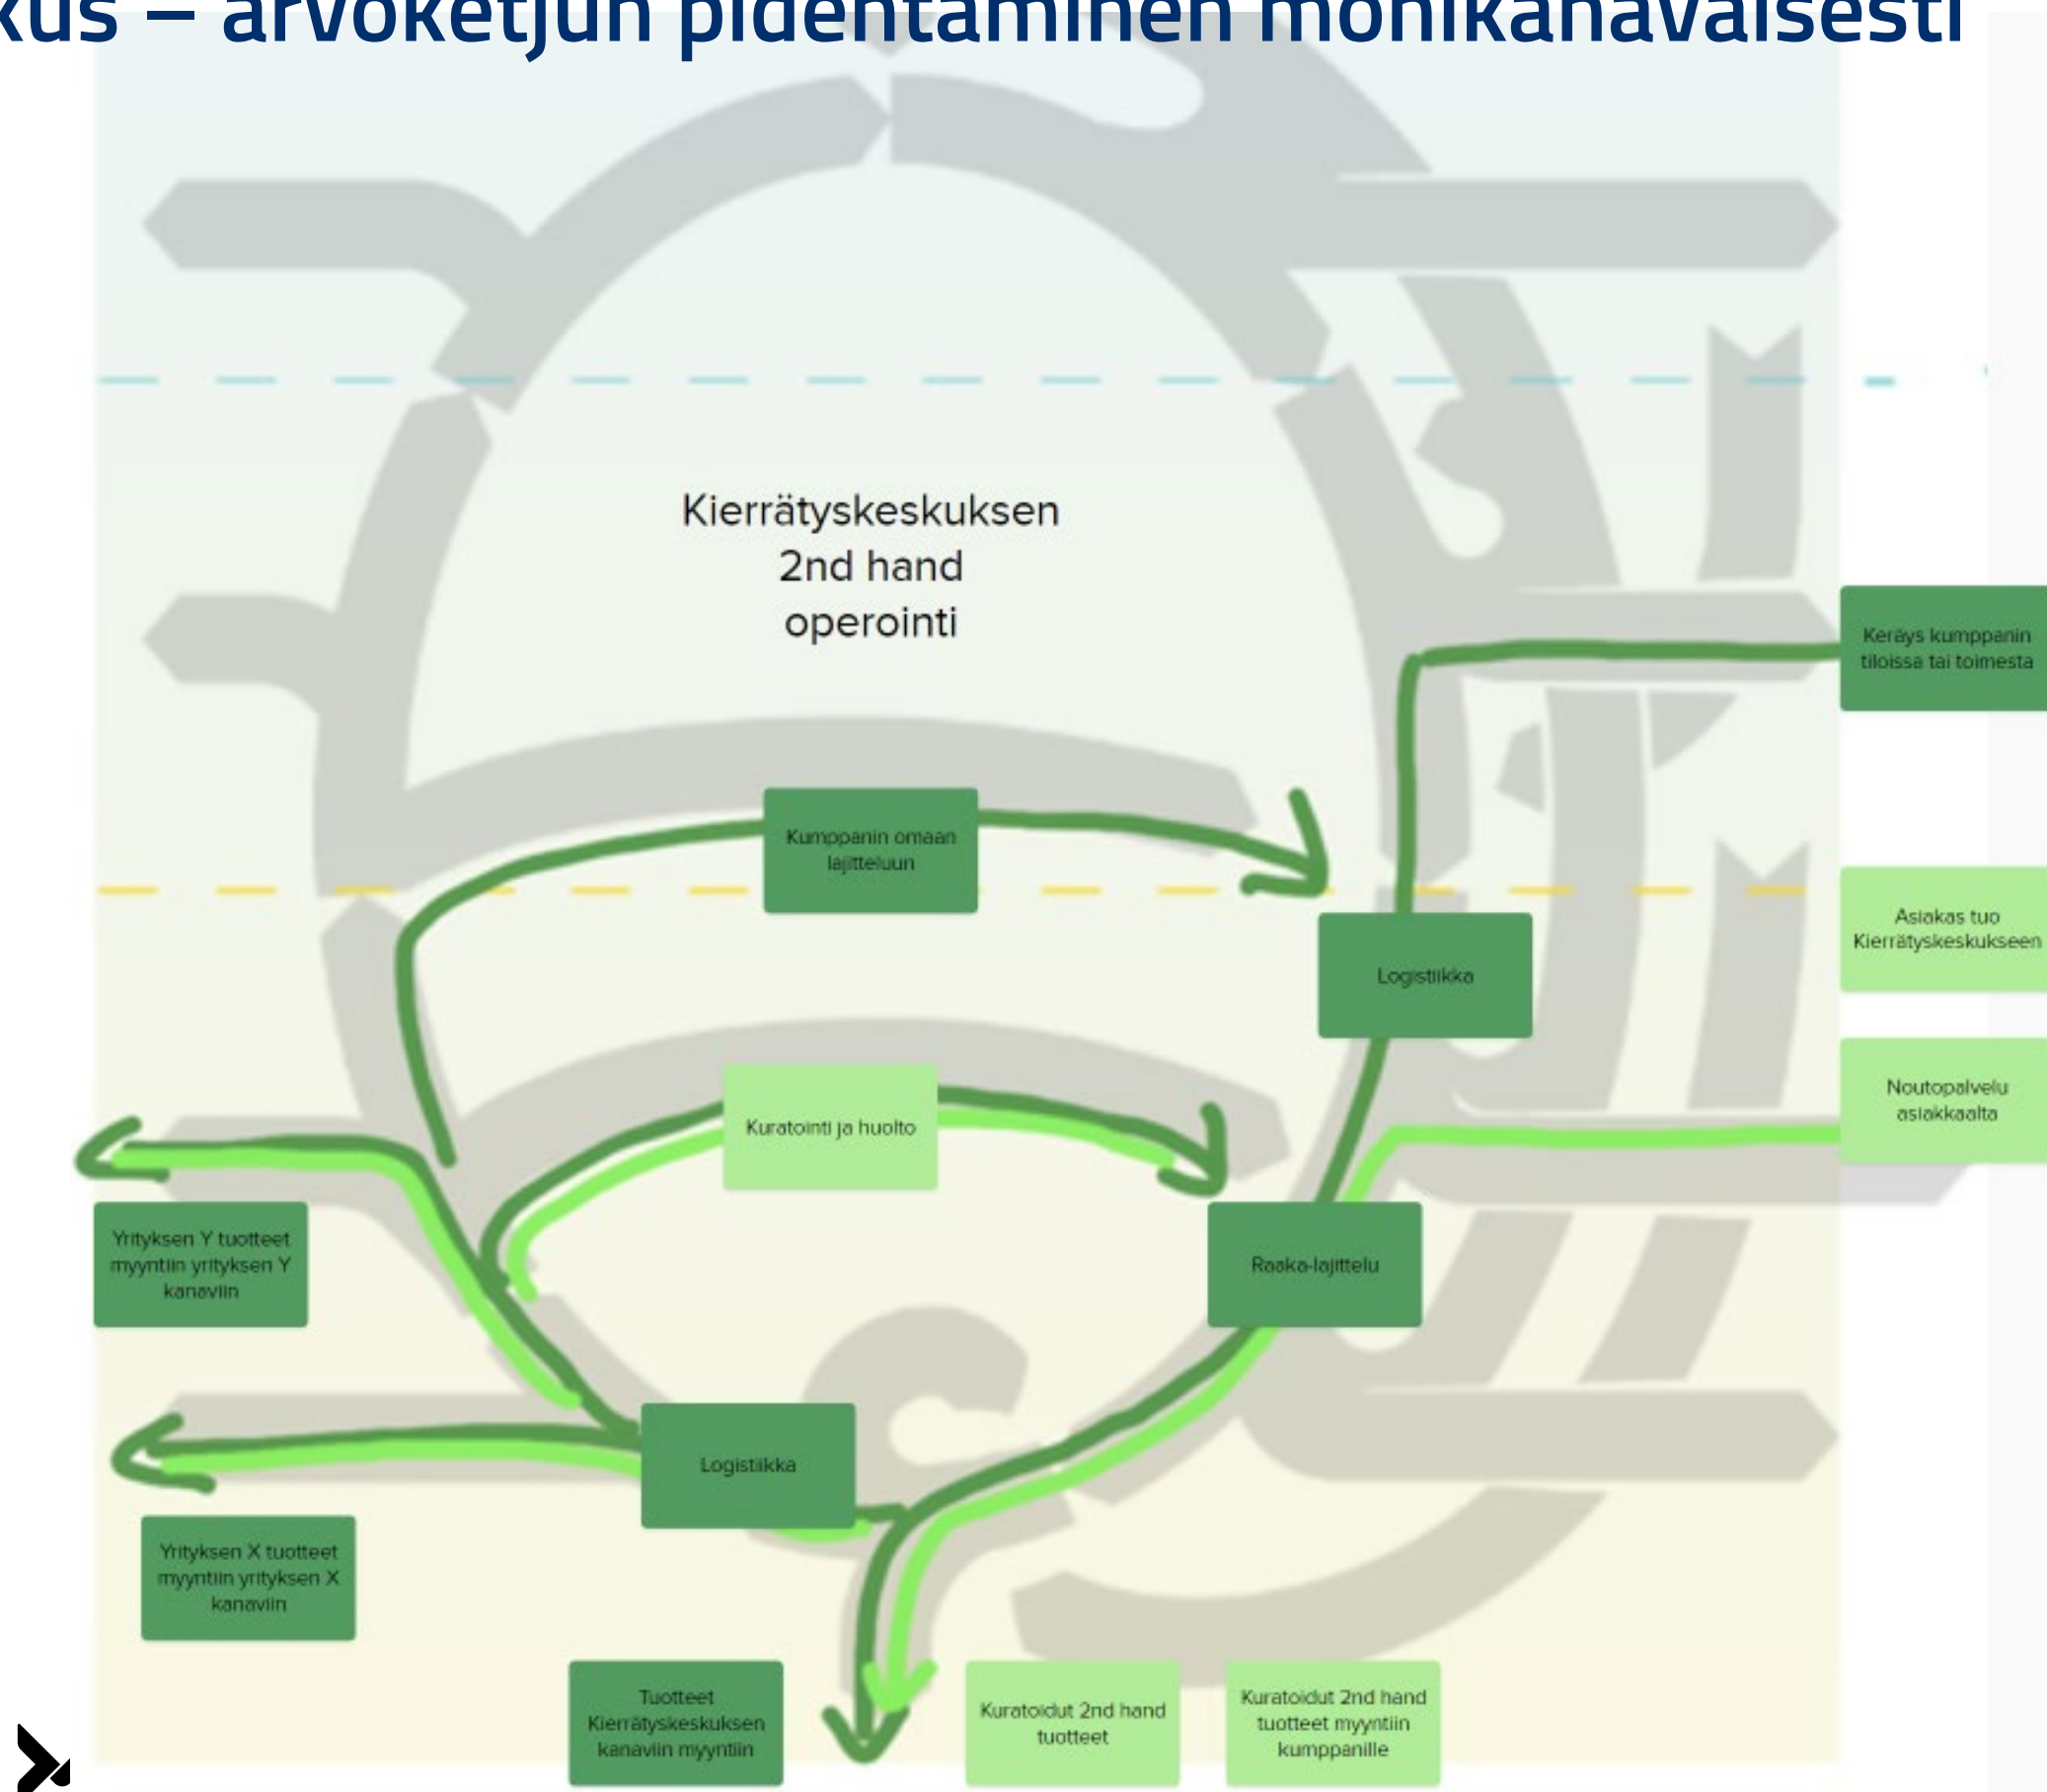 kus – arvoketjun pidentäminen monikanavaisesti
Kierrätyskeskuksen
2nd hand
operointi
Keräys kumppanin
tiloissa tai toimesta
Kumppanin omaan
lajitteluun
Asiakas tuo
Kierrätyskeskukseen
Logistiikka
Noutopalvelu
asiakkaalta
Kuratointi ja huolto
Yrityksen Y tuotteet
myyntiin yrityksen Y
kanaviin
Raaka-lajittelu
Logistiikka
Yrityksen X tuotteet
myyntiin yrityksen X
kanaviin
Tuotteet
Kierrätyskeskuksen
kanaviin myyntiin
Kuratoidut 2nd hand
tuotteet
Kuratoidut 2nd hand
tuotteet myyntiin
kumppanille